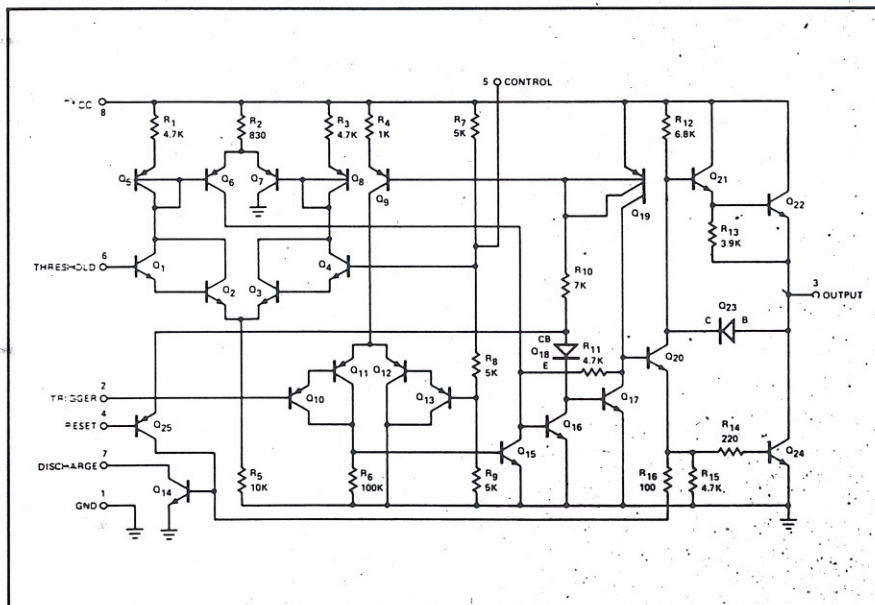 5 CONTROL
CC
8
R1
4.7K
R2
830
R3
4.7K
R4
1K
R7
5K
R12
6.8K
Q5
Q6
Q7
Q8
Q9
Q19
Q21
Q22
R13
3.9K
6
THRESHOLD
Q1
Q2
Q3
Q4
R10
7K
3
OUTPUT
Q23
C
B
CB
Q18
E
R11
4.7K
Q20
R8
5K
2
TRIGGER
Q10
Q11
Q12
Q13
Q17
4
RESET
Q25
Q15
Q16
R14
220
Q24
7
DISCHARGE
Q14
R5
10K
R6
100K
R9
5K
R16
100
R15
4.7K
1
GND